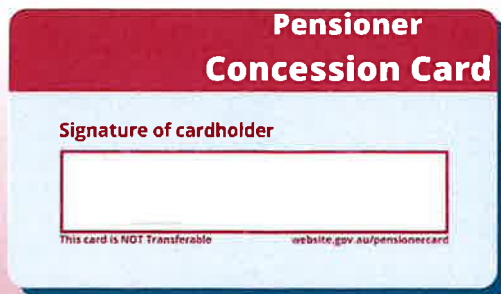 Pensioner
Concession Card
Signature of cardholder
This card is NOT Transferable website.gov.au/pensionercard